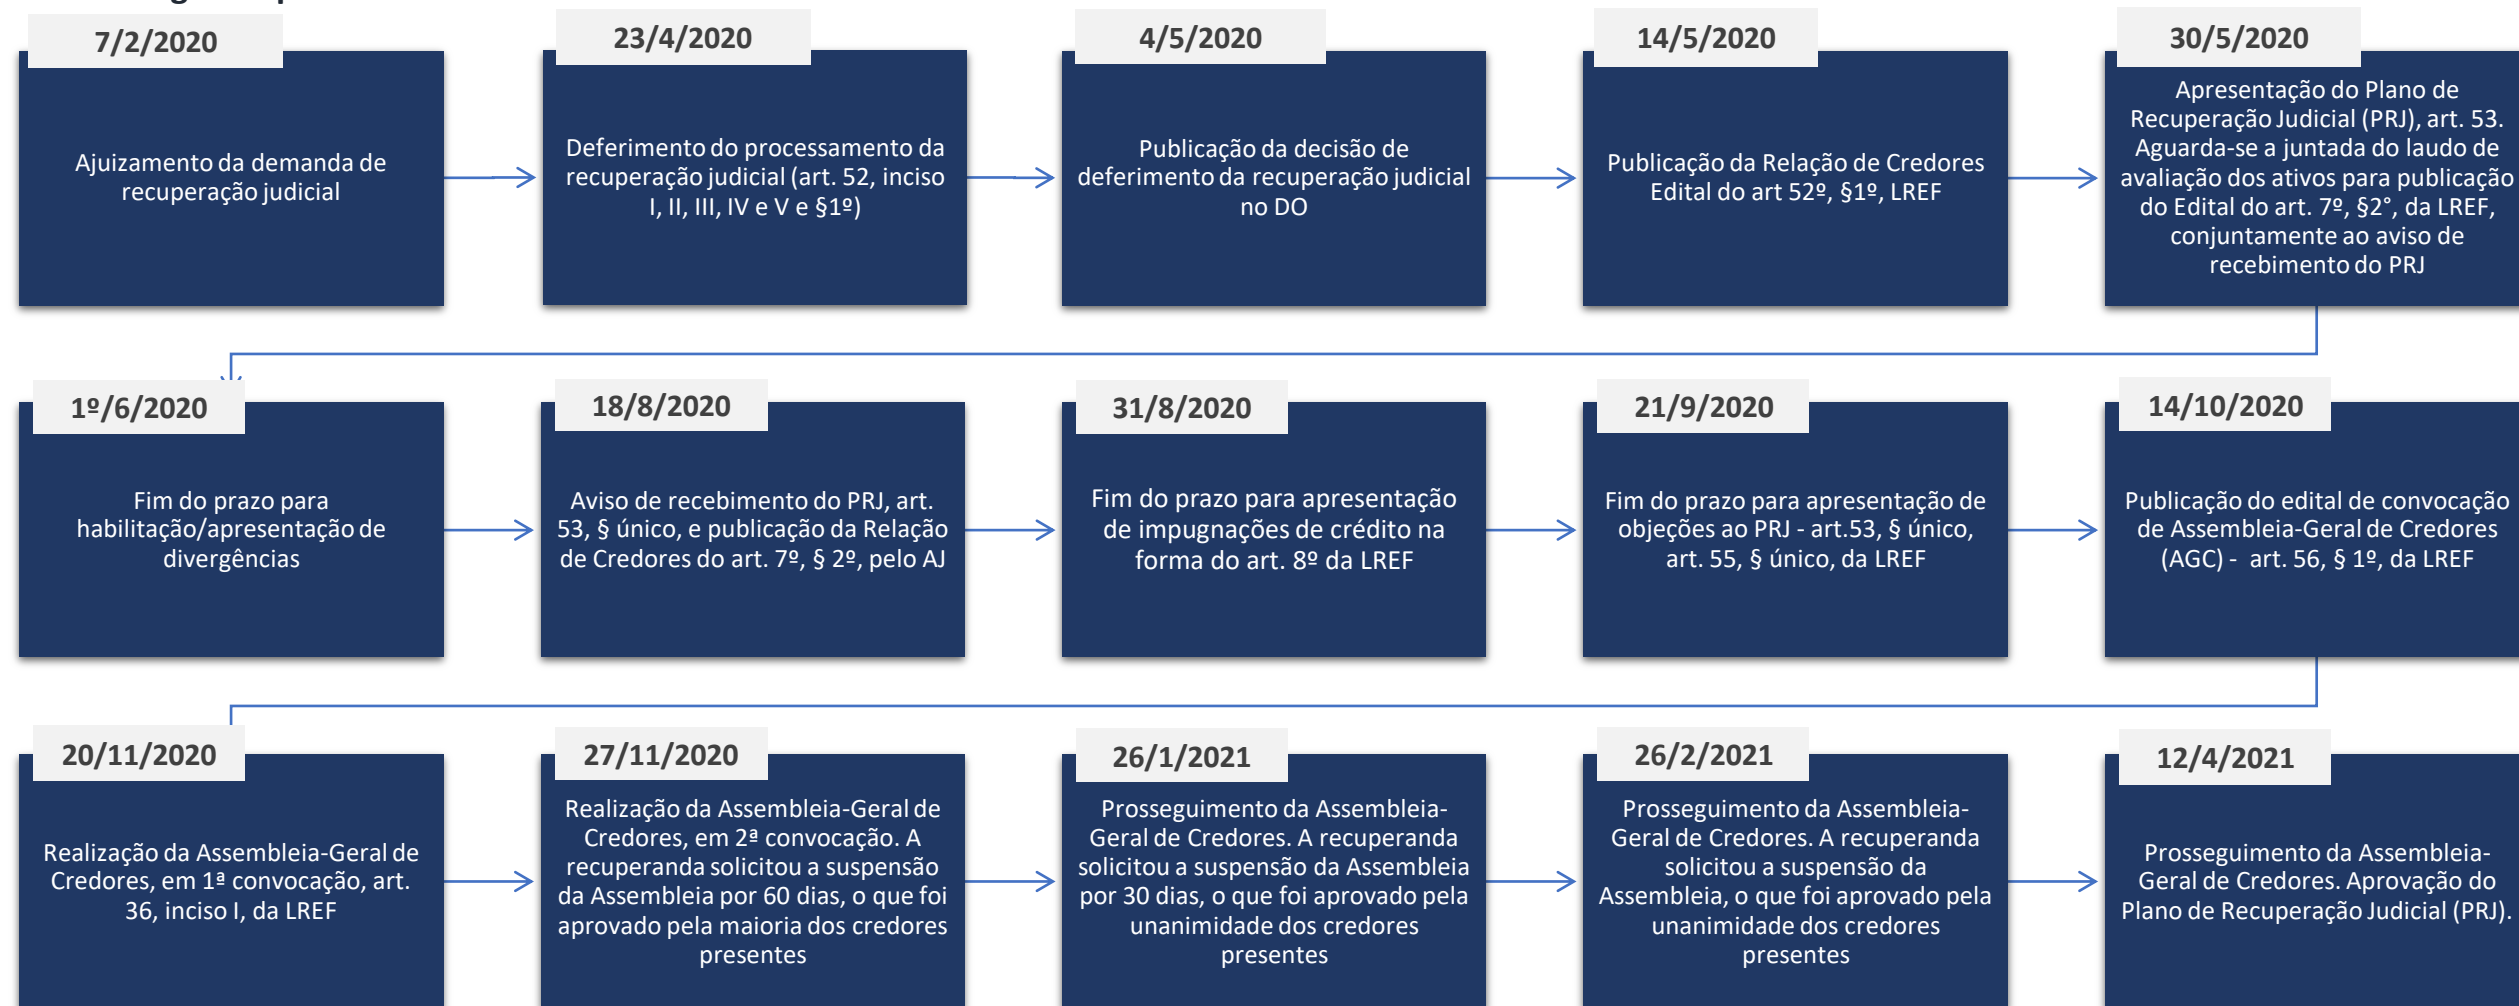 7/2/2020
Ajuizamento da demanda de
recuperação judicial
23/4/2020
Deferimento do processamento da
recuperação judicial (art. 52, inciso
I, II, III, IV e V e §1º)
4/5/2020
Publicação da decisão de
deferimento da recuperação judicial
no DO
14/5/2020
Publicação da Relação de Credores
Edital do art 52º, §1º, LREF
30/5/2020
Apresentação do Plano de
Recuperação Judicial (PRJ), art. 53.
Aguarda-se a juntada do laudo de
avaliação dos ativos para publicação
do Edital do art. 7º, §2°, da LREF,
conjuntamente ao aviso de
recebimento do PRJ
1º/6/2020
Fim do prazo para
habilitação/apresentação de
divergências
18/8/2020
Aviso de recebimento do PRJ, art.
53, § único, e publicação da Relação
de Credores do art. 7º, § 2º, pelo AJ
31/8/2020
Fim do prazo para apresentação
de impugnações de crédito na
forma do art. 8º da LREF
21/9/2020
Fim do prazo para apresentação de
objeções ao PRJ - art.53, § único,
art. 55, § único, da LREF
14/10/2020
Publicação do edital de convocação
de Assembleia-Geral de Credores
(AGC) - art. 56, § 1º, da LREF
20/11/2020
Realização da Assembleia-Geral de
Credores, em 1ª convocação, art.
36, inciso I, da LREF
27/11/2020
Realização da Assembleia-Geral de
Credores, em 2ª convocação. A
recuperanda solicitou a suspensão
da Assembleia por 60 dias, o que foi
aprovado pela maioria dos credores
presentes
26/1/2021
Prosseguimento da Assembleia-
Geral de Credores. A recuperanda
solicitou a suspensão da Assembleia
por 30 dias, o que foi aprovado pela
unanimidade dos credores
presentes
26/2/2021
Prosseguimento da Assembleia-
Geral de Credores. A recuperanda
solicitou a suspensão da
Assembleia, o que foi aprovado pela
unanimidade dos credores
presentes
12/4/2021
Prosseguimento da Assembleia-
Geral de Credores. Aprovação do
Plano de Recuperação Judicial (PRJ).